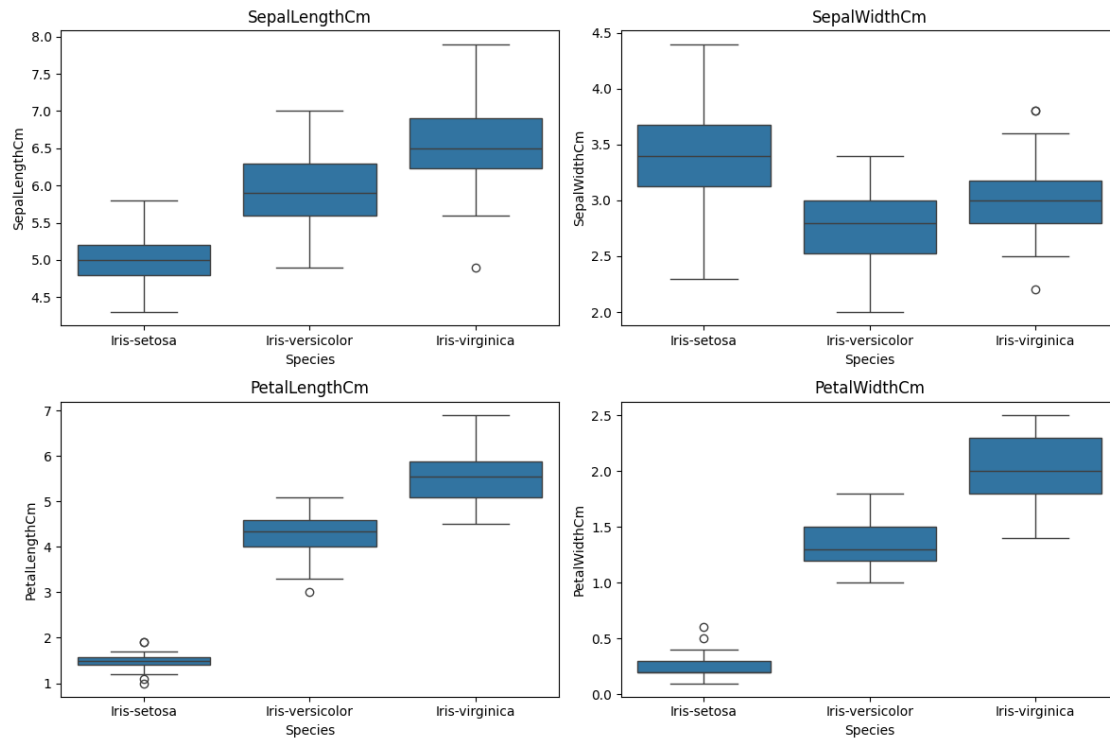 SepalLengthCm
SepalLengthCm
8.0
7.5
7.0
6.5
6.0
5.5
5.0
4.5
Iris-setosa Iris-versicolor Iris-virginica
Species
SepalWidthCm
SepalWidthCm
4.5
4.0
3.5
3.0
2.5
2.0
Iris-setosa Iris-versicolor Iris-virginica
Species
PetalLengthCm
PetalLengthCm
7
6
5
4
3
2
1
Iris-setosa Iris-versicolor Iris-virginica
Species
PetalWidthCm
PetalWidthCm
2.5
2.0
1.5
1.0
0.5
0.0
Iris-setosa Iris-versicolor Iris-virginica
Species